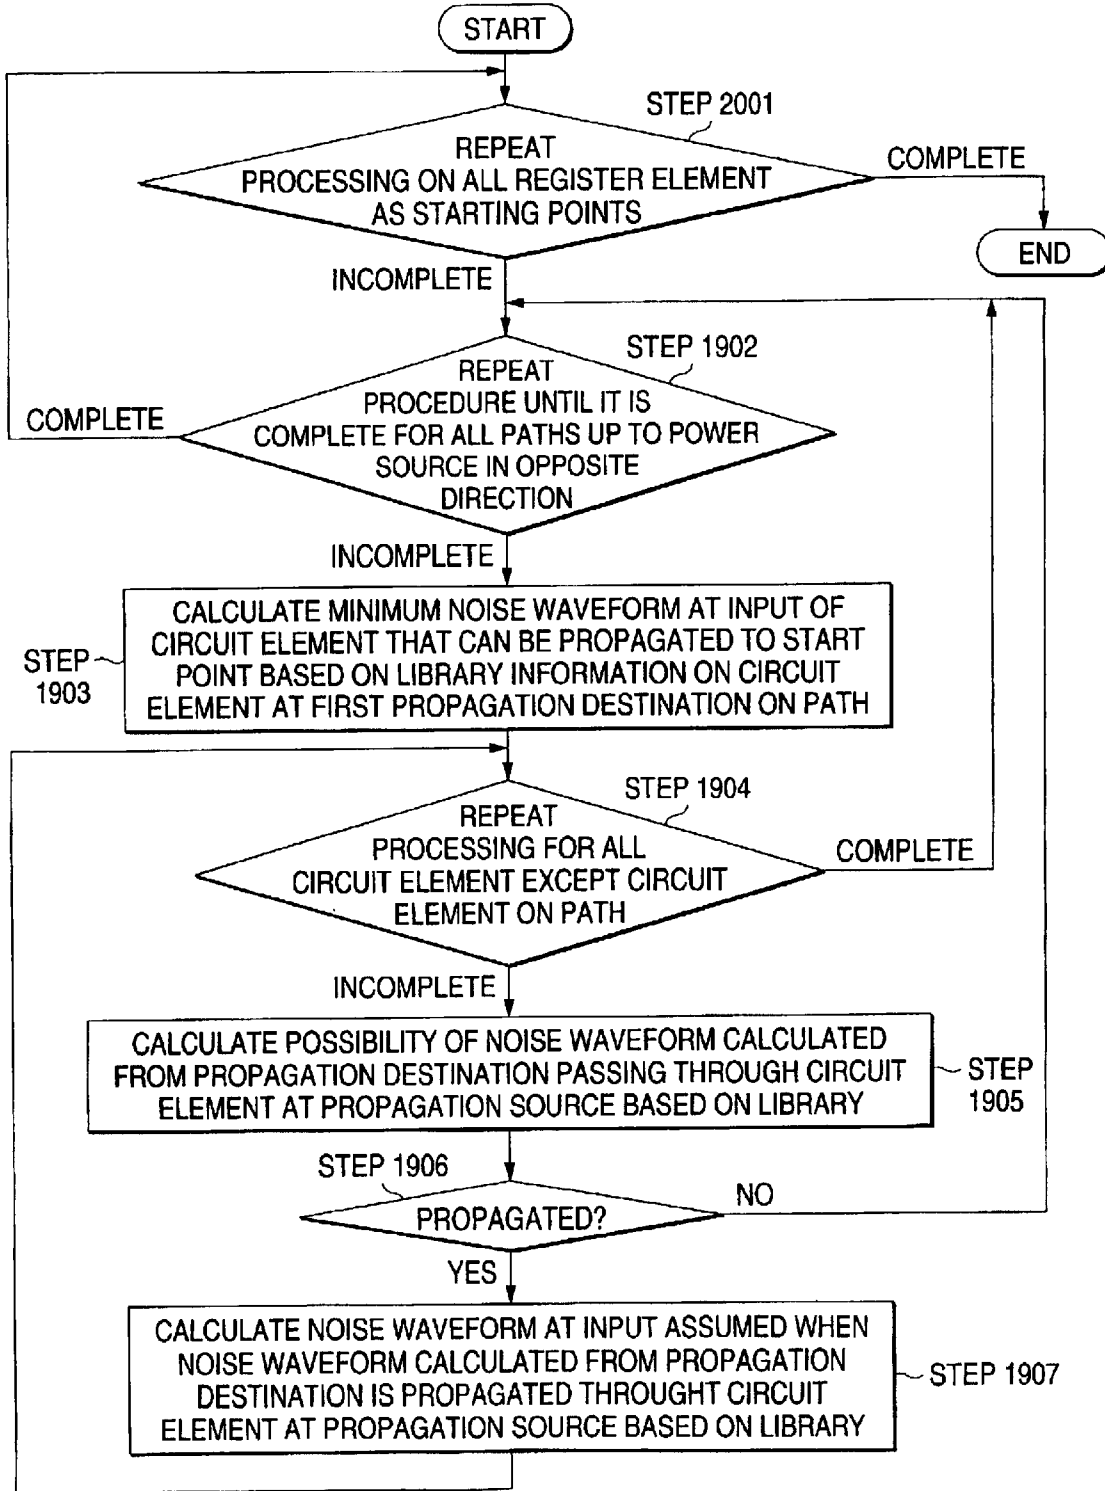 START
STEP 2001
REPEAT
PROCESSING ON ALL REGISTER ELEMENT
AS STARTING POINTS
COMPLETE
END
INCOMPLETE
STEP 1902
REPEAT
PROCEDURE UNTIL IT IS
COMPLETE FOR ALL PATHS UP TO POWER
SOURCE IN OPPOSITE
DIRECTION
COMPLETE
INCOMPLETE
STEP
1903
CALCULATE MINIMUM NOISE WAVEFORM AT INPUT OF
CIRCUIT ELEMENT THAT CAN BE PROPAGATED TO START
POINT BASED ON LIBRARY INFORMATION ON CIRCUIT
ELEMENT AT FIRST PROPAGATION DESTINATION ON PATH
STEP 1904
REPEAT
PROCESSING FOR ALL
CIRCUIT ELEMENT EXCEPT CIRCUIT
ELEMENT ON PATH
COMPLETE
INCOMPLETE
CALCULATE POSSIBILITY OF NOISE WAVEFORM CALCULATED
FROM PROPAGATION DESTINATION PASSING THROUGH CIRCUIT
ELEMENT AT PROPAGATION SOURCE BASED ON LIBRARY
STEP
1905
STEP 1906
PROPAGATED?
NO
YES
CALCULATE NOISE WAVEFORM AT INPUT ASSUMED WHEN
NOISE WAVEFORM CALCULATED FROM PROPAGATION
DESTINATION IS PROPAGATED THROUGHT CIRCUIT
ELEMENT AT PROPAGATION SOURCE BASED ON LIBRARY
STEP 1907